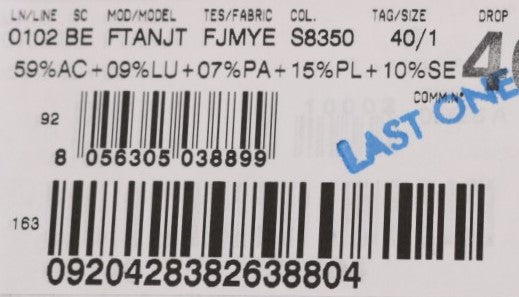 LN/LINE SC MOD/MODEL TES/FABRIC COL. TAG/SIZE DROP
0102 BE FTANJT FJMYE S8350 40/1
59%AC+09%LU+07%PA+15%PL+10%SE
COMM.N°
LAST ONE
92
8 056305 038899
163
0920428382638804